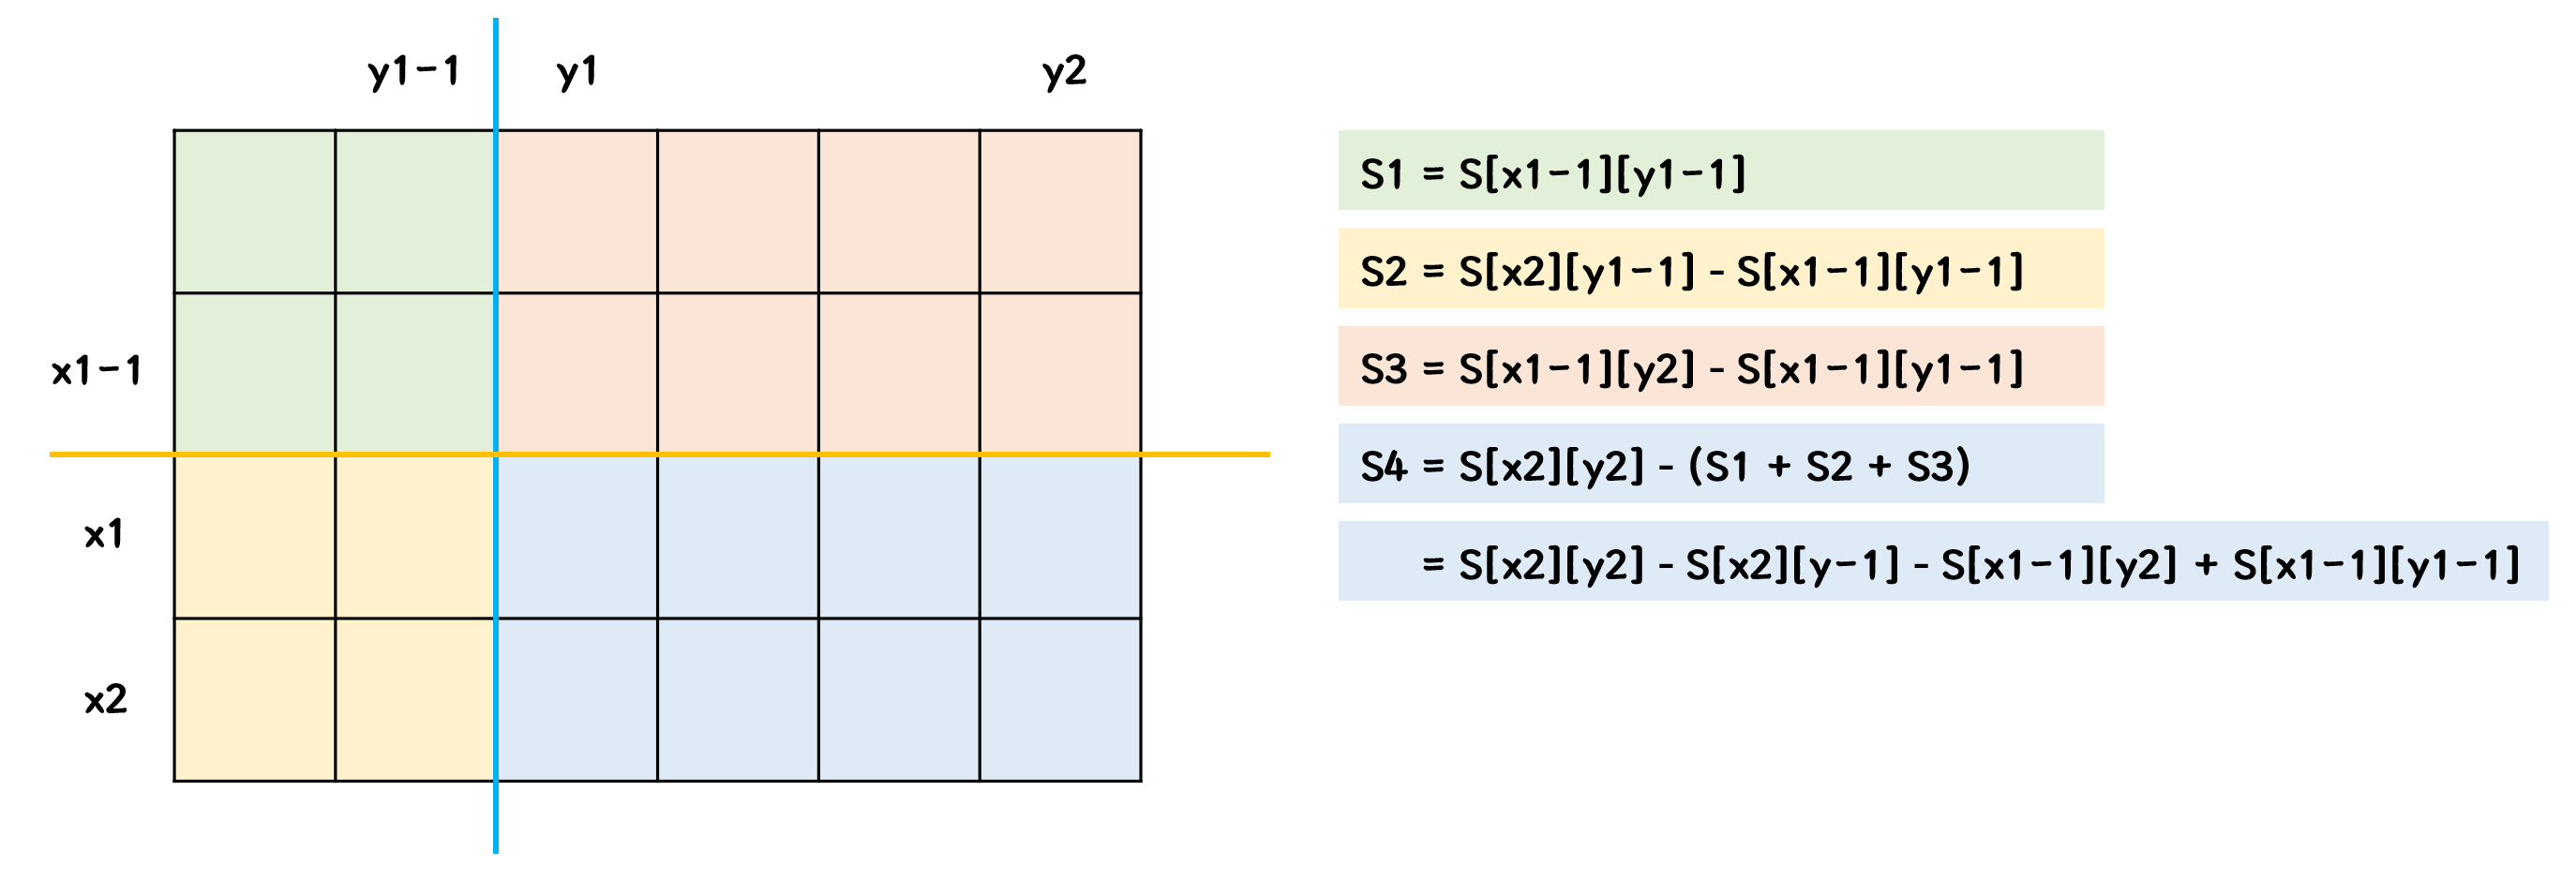 y1-1 y1 y2
x1-1
x1
x2
S1 = S[x1-1][y1-1]
S2 = S[x2][y1-1] - S[x1-1][y1-1]
S3 = S[x1-1][y2] - S[x1-1][y1-1]
S4 = S[x2][y2] - (S1 + S2 + S3)
= S[x2][y2] - S[x2][y-1] - S[x1-1][y2] + S[x1-1][y1-1]